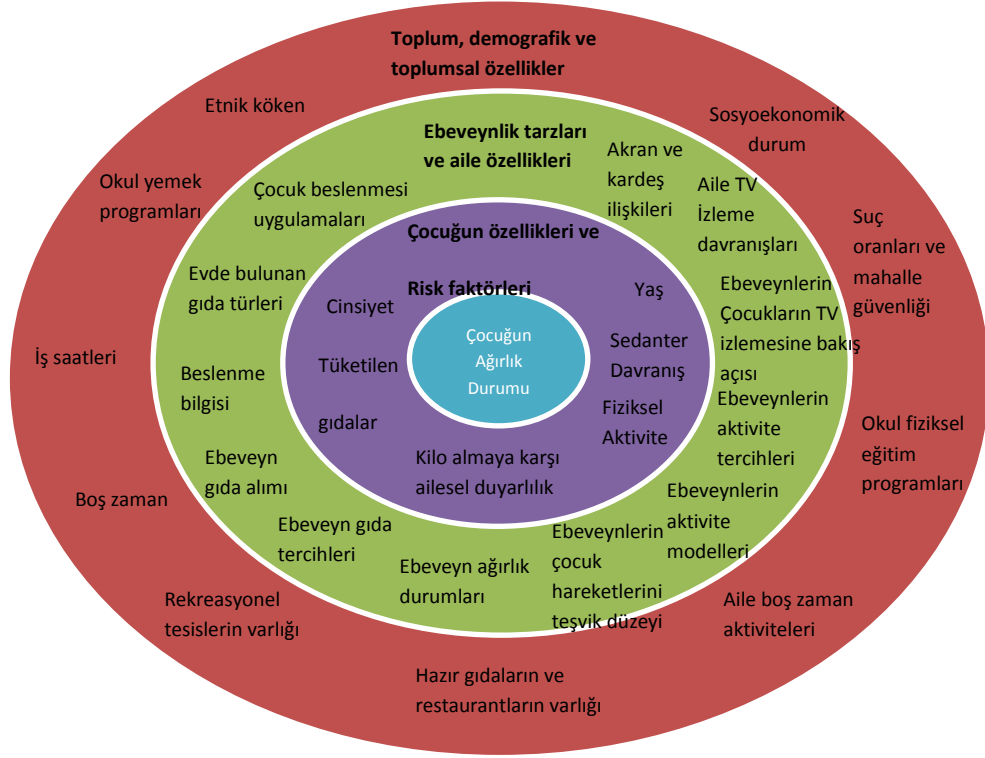 Toplum, demografik ve
toplumsal özellikler
Etnik köken
Sosyoekonomik
durum
Okul yemek
programları
Suç
oranları ve
mahalle
güvenliği
İş saatleri
Boş zaman
Okul fiziksel
eğitim
programları
Rekreasyonel
tesislerin varlığı
Aile boş zaman
aktiviteleri
Hazır gıdaların ve
restaurantların varlığı
Ebeveynlik tarzları
ve aile özellikleri
Akran ve
kardeş
ilişkileri
Çocuk beslenmesi
uygulamaları
Aile TV
İzleme
davranışları
Evde bulunan
gıda türleri
Ebeveynlerin
Çocukların TV
izlemesine bakış
açısı
Beslenme
bilgisi
Ebeveynlerin
aktivite
tercihleri
Ebeveyn
gıda alımı
Ebeveynlerin
aktivite
modelleri
Ebeveyn gıda
tercihleri
Ebeveyn ağırlık
durumları
Ebeveynlerin
çocuk
hareketlerini
teşvik düzeyi
Çocuğun özellikleri ve
Risk faktörleri
Cinsiyet
Yaş
Tüketilen
gıdalar
Sedanter
Davranış
Fiziksel
Aktivite
Kilo almaya karşı
ailesel duyarlılık
Çocuğun
Ağırlık
Durumu